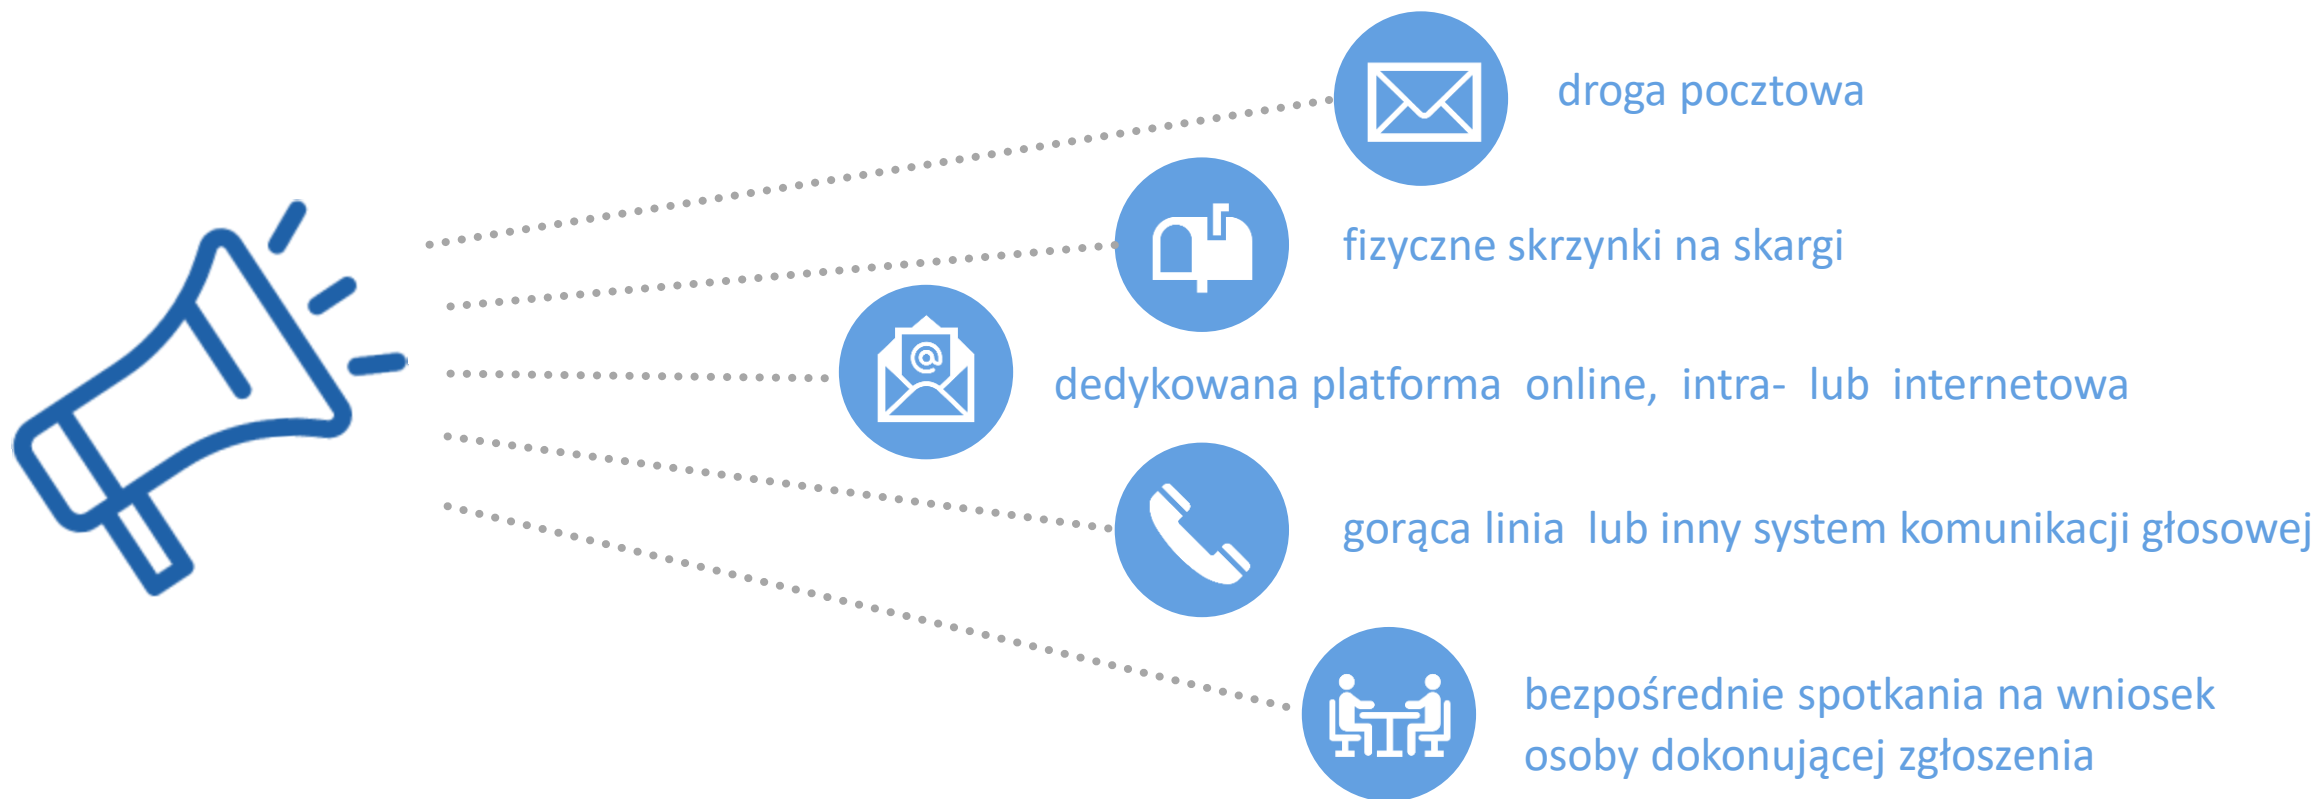 droga pocztowa
fizyczne skrzynki na skargi
dedykowana platforma online, intra- lub internetowa
gorąca linia lub inny system komunikacji głosowej
bezpośrednie spotkania na wniosek
osoby dokonującej zgłoszenia